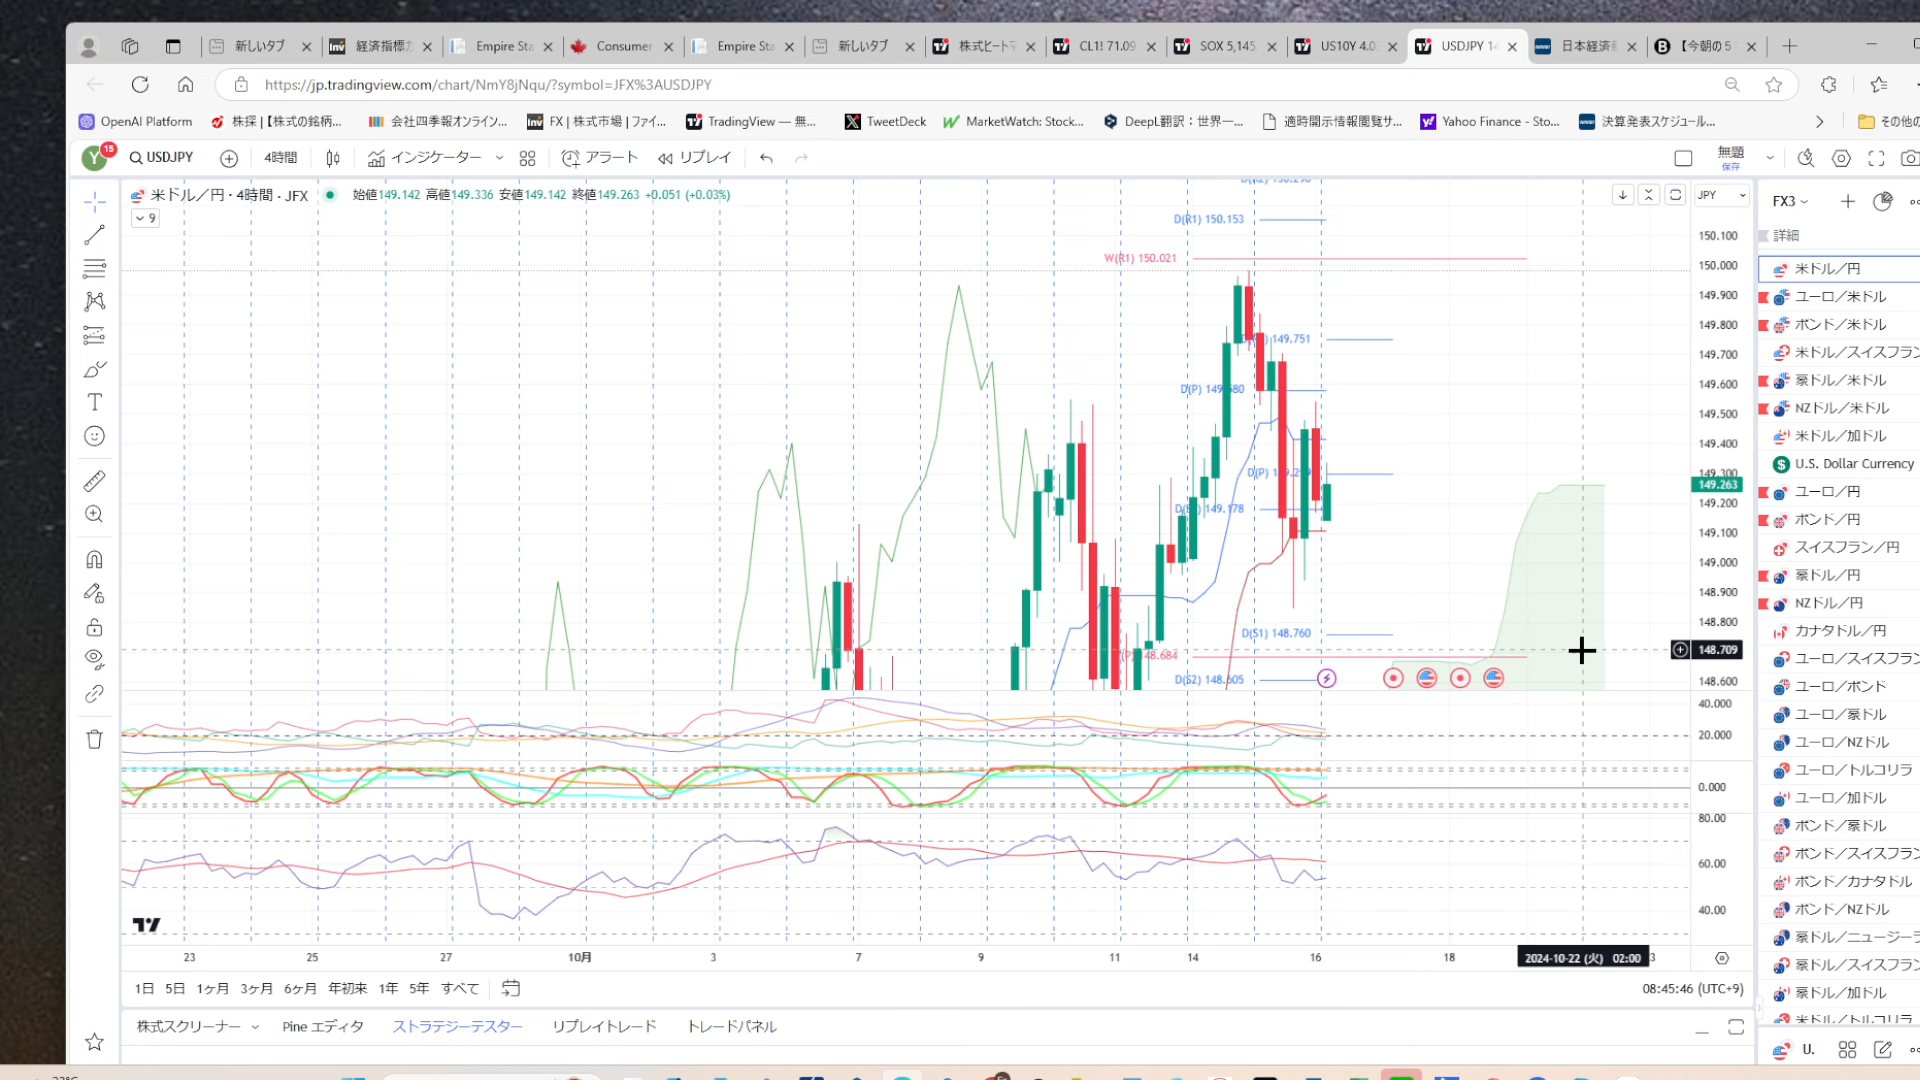 新しいタブ
経済指標カ
Empire Sta
Consumer
Empire Sta
新しいタブ
株式ヒートマ
CL1! 71.09
SOX 5,145
US10Y 4.0
USDJPY 14
日本経済新
【今朝の5
https://jp.tradingview.com/chart/NmY8jNqu/?symbol=JFX%3AUSDJPY
OpenAI Platform
株探 | 【株式の銘柄...
会社四季報オンライン...
FX | 株式市場 | ファイ...
TradingView — 無...
TweetDeck
MarketWatch: Stock...
DeepL翻訳：世界一...
適時開示情報閲覧サ...
Yahoo Finance - Sto...
決算発表スケジュール...
その他の
Y
15
USDJPY
4時間
インジケーター
アラート
リプレイ
無題
保存
米ドル／円・4時間・JFX
始値149.142 高値149.336 安値149.142 終値149.263 +0.051 (+0.03%)
9
JPY
D(R1) 150.153
W(R1) 150.021
149.751
D(P)
D(P)
149.178
D(S1) 148.760
148.684
D(S2) 148.505
150.100
150.000
149.900
149.800
149.700
149.600
149.500
149.400
149.300
149.263
149.200
149.100
149.000
148.900
148.800
148.709
148.600
40.000
20.000
0.000
80.00
60.00
40.00
23
25
27
10月
3
7
9
11
14
16
18
2024-10-22 (火) 02:00
1日
5日
1ヶ月
3ヶ月
6ヶ月
年初来
1年
5年
すべて
08:45:46 (UTC+9)
株式スクリーナー
Pine エディタ
ストラテジーテスター
リプレイトレード
トレードパネル
FX3
詳細
米ドル／円
ユーロ／米ドル
ポンド／米ドル
米ドル／スイスフラン
豪ドル／米ドル
NZドル／米ドル
米ドル／加ドル
U.S. Dollar Currency
ユーロ／円
ポンド／円
スイスフラン／円
豪ドル／円
NZドル／円
カナダドル／円
ユーロ／スイスフラン
ユーロ／ポンド
ユーロ／豪ドル
ユーロ／NZドル
ユーロ／トルコリラ
ユーロ／加ドル
ポンド／豪ドル
ポンド／スイスフラン
ポンド／カナダドル
ポンド／NZドル
豪ドル／ニュージーラ
豪ドル／スイスフラン
豪ドル／加ドル
米ドル／トルコリラ
U.